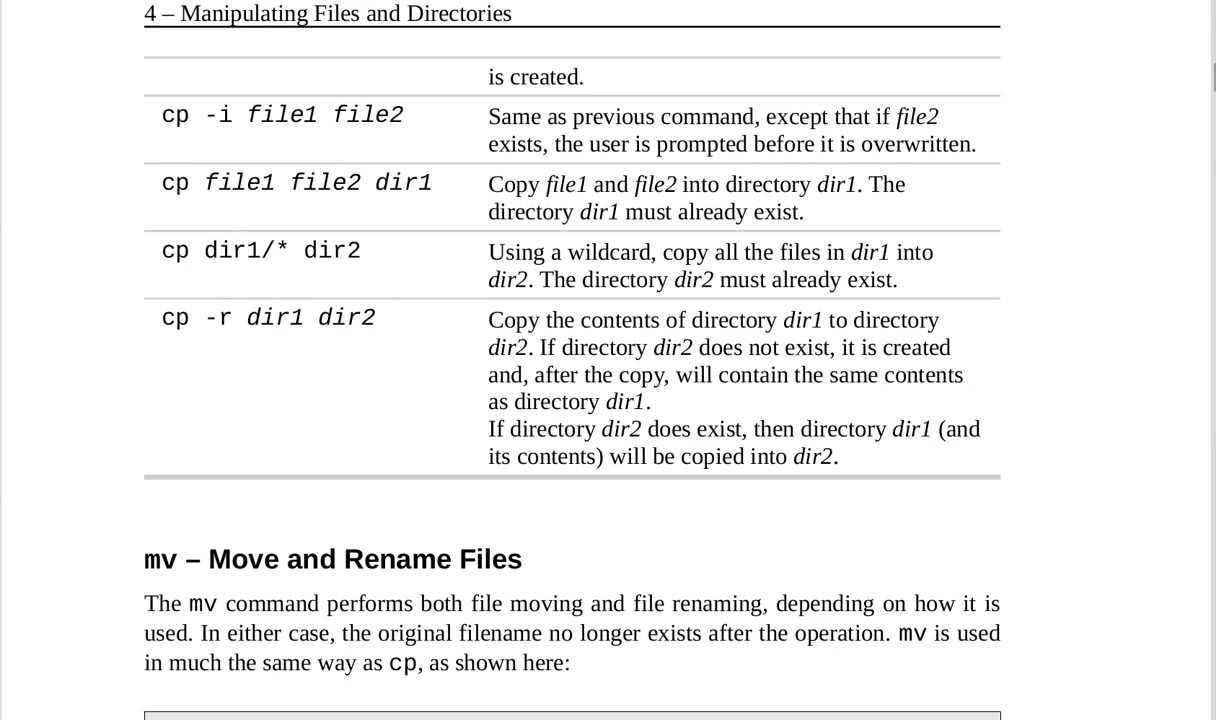 4 – Manipulating Files and Directories
is created.
cp -i file1 file2
Same as previous command, except that if file2
exists, the user is prompted before it is overwritten.
cp file1 file2 dir1
Copy file1 and file2 into directory dir1. The
directory dir1 must already exist.
cp dir1/* dir2
Using a wildcard, copy all the files in dir1 into
dir2. The directory dir2 must already exist.
cp -r dir1 dir2
Copy the contents of directory dir1 to directory
dir2. If directory dir2 does not exist, it is created
and, after the copy, will contain the same contents
as directory dir1.
If directory dir2 does exist, then directory dir1 (and
its contents) will be copied into dir2.
mv – Move and Rename Files
The mv command performs both file moving and file renaming, depending on how it is
used. In either case, the original filename no longer exists after the operation. mv is used
in much the same way as cp, as shown here: